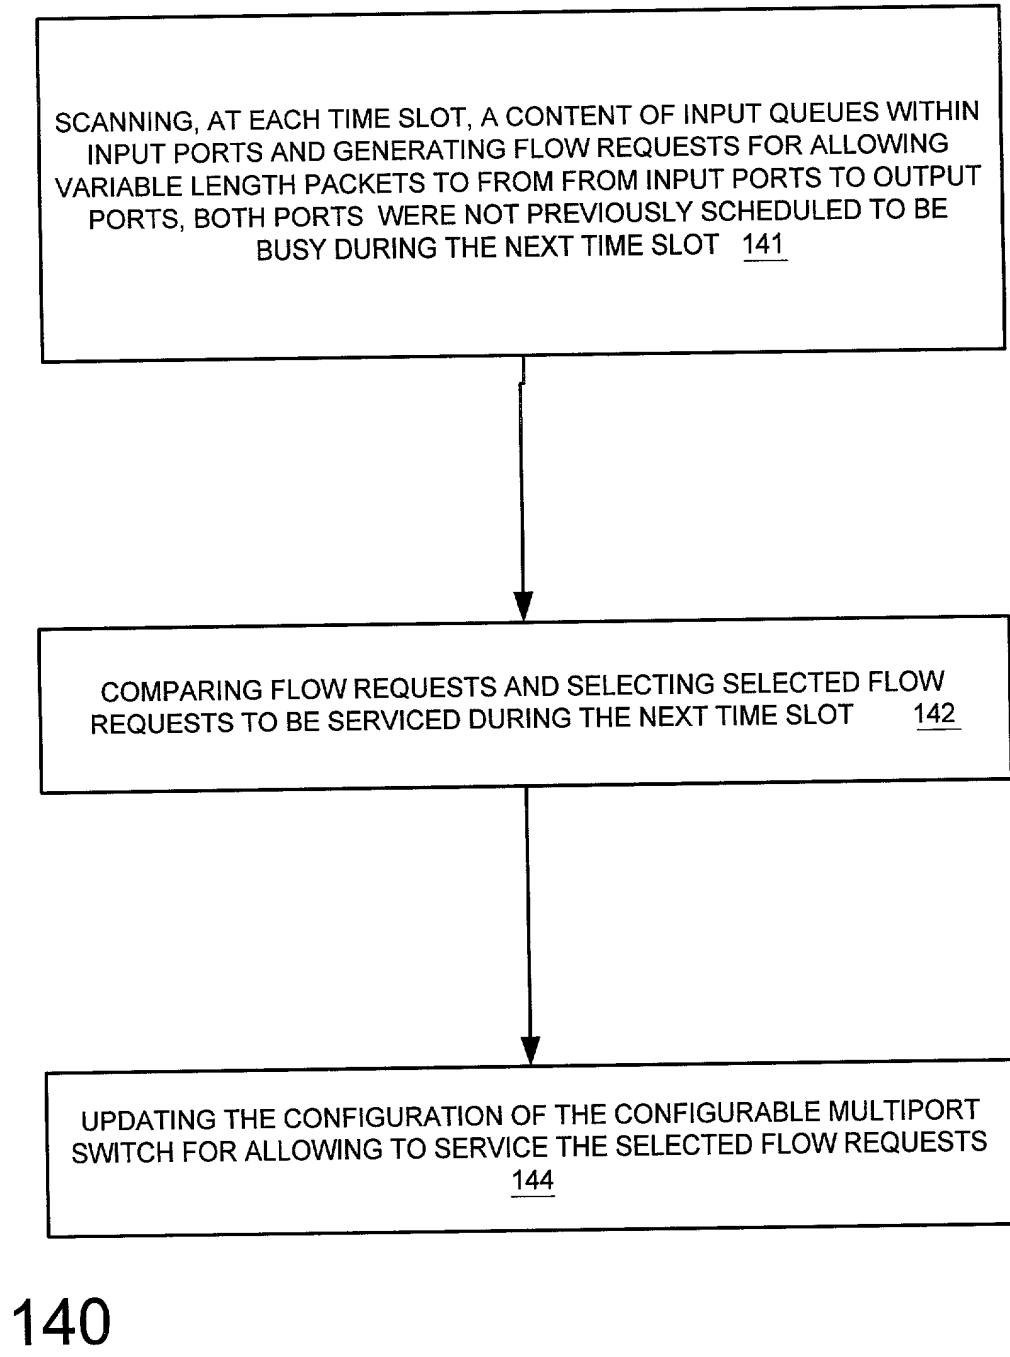 SCANNING, AT EACH TIME SLOT, A CONTENT OF INPUT QUEUES WITHIN
INPUT PORTS AND GENERATING FLOW REQUESTS FOR ALLOWING
VARIABLE LENGTH PACKETS TO FROM FROM INPUT PORTS TO OUTPUT
PORTS, BOTH PORTS WERE NOT PREVIOUSLY SCHEDULED TO BE
BUSY DURING THE NEXT TIME SLOT 141
COMPARING FLOW REQUESTS AND SELECTING SELECTED FLOW
REQUESTS TO BE SERVICED DURING THE NEXT TIME SLOT 142
UPDATING THE CONFIGURATION OF THE CONFIGURABLE MULTIPORT
SWITCH FOR ALLOWING TO SERVICE THE SELECTED FLOW REQUESTS
144
140